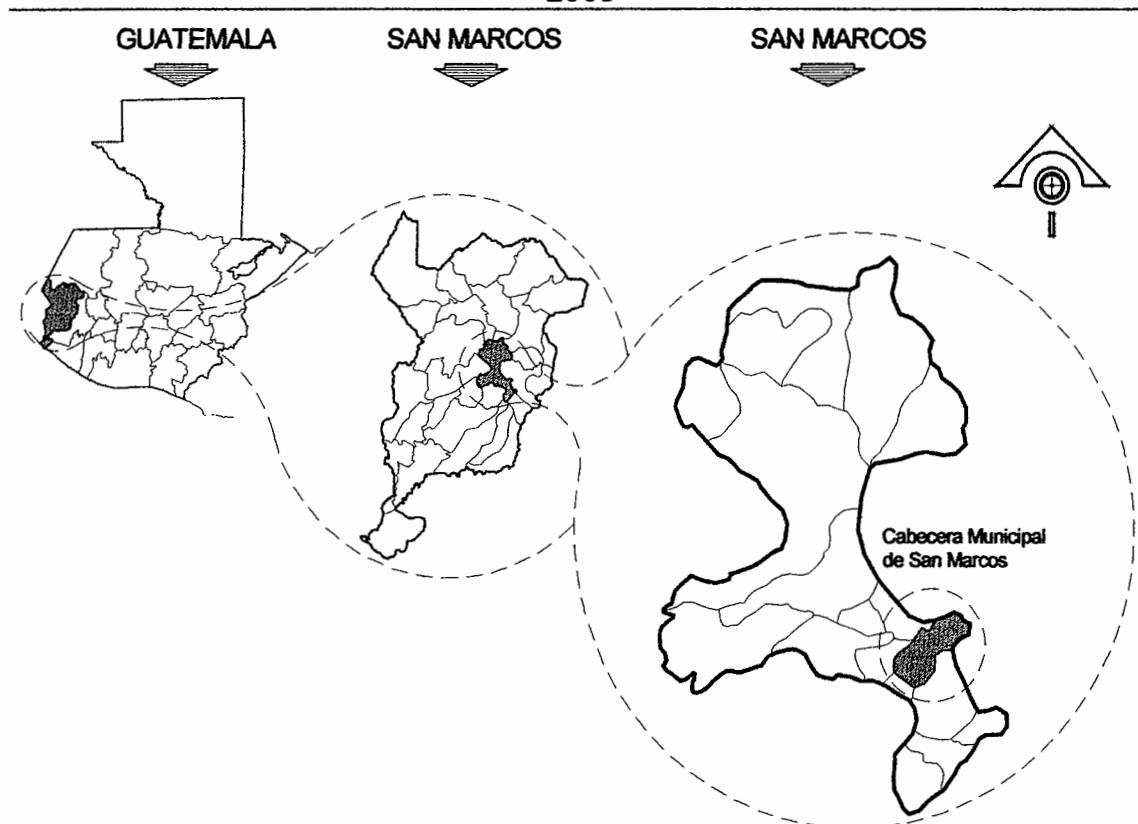 GUATEMALA
SAN MARCOS
SAN MARCOS
Cabecera Municipal
de San Marcos